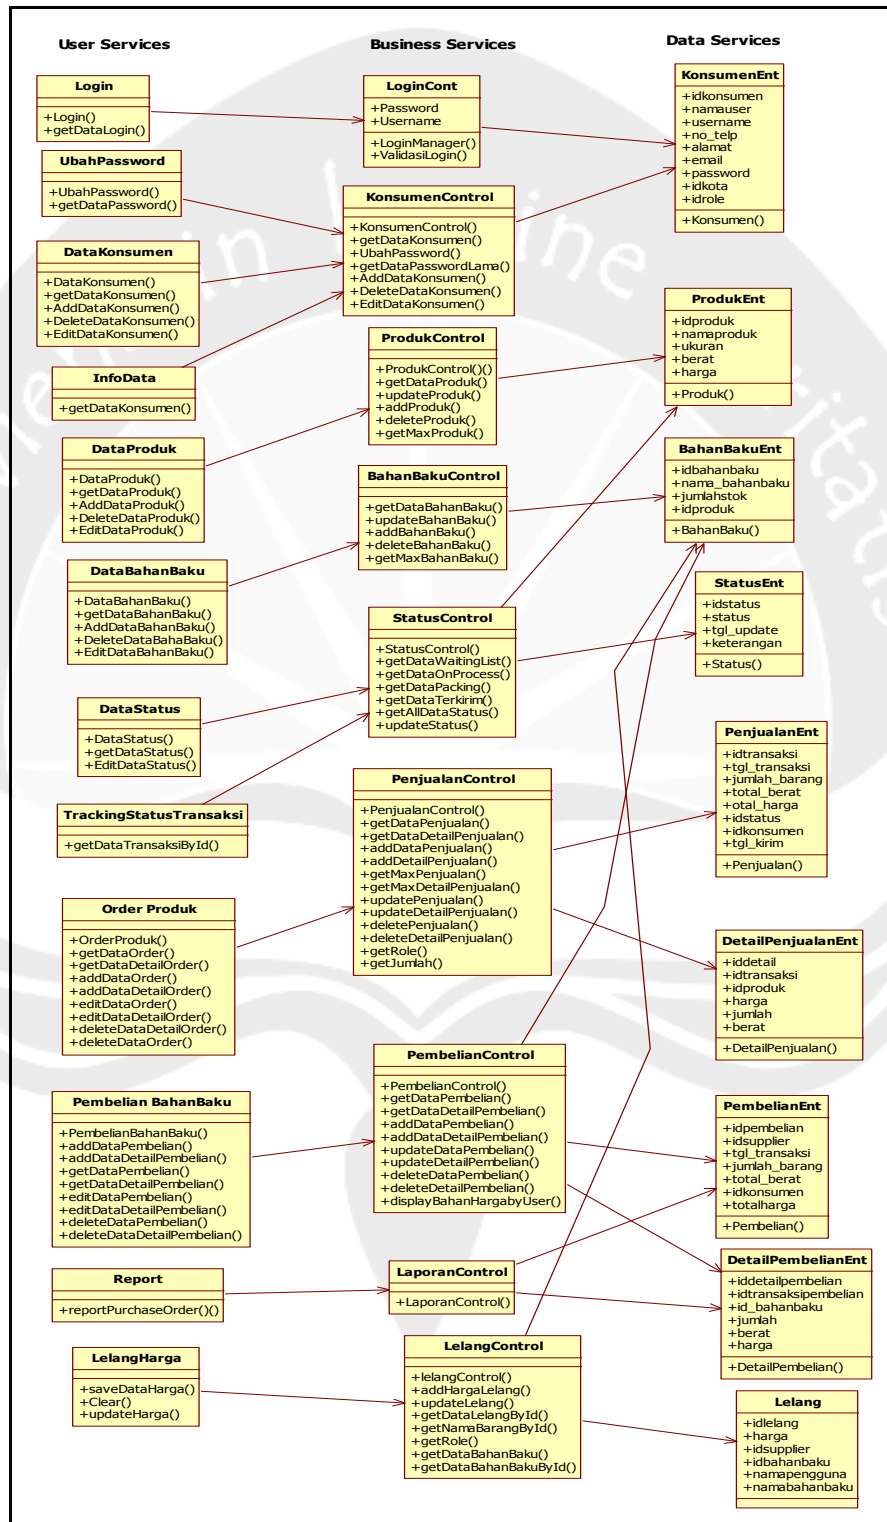 User Services
Business Services
Data Services
Login
+Login()
+getDataLogin()
UbahPassword
+UbahPassword()
+getDataPassword()
DataKonsumen
+DataKonsumen()
+getDataKonsumen()
+AddDataKonsumen()
+DeleteDataKonsumen()
+EditDataKonsumen()
InfoData
+getDataKonsumen()
DataProduk
+DataProduk()
+getDataProduk()
+AddDataProduk()
+DeleteDataProduk()
+EditDataProduk()
DataBahanBaku
+DataBahanBaku()
+getDataBahanBaku()
+AddDataBahanBaku()
+DeleteDataBahaBaku()
+EditDataBahanBaku()
DataStatus
+DataStatus()
+getDataStatus()
+EditDataStatus()
TrackingStatusTransaksi
+getDataTransaksiById()
Order Produk
+OrderProduk()
+getDataOrder()
+getDataDetailOrder()
+addDataOrder()
+addDataDetailOrder()
+editDataOrder()
+editDataDetailOrder()
+deleteDataDetailOrder()
+deleteDataOrder()
Pembelian BahanBaku
+PembelianBahanBaku()
+addDataPembelian()
+addDataDetailPembelian()
+getDataPembelian()
+getDataDetailPembelian()
+editDataPembelian()
+editDataDetailPembelian()
+deleteDataPembelian()
+deleteDataDetailPembelian()
Report
+reportPurchaseOrder()()
LelangHarga
+saveDataHarga()
+Clear()
+updateHarga()
LoginCont
+Password
+Username
+LoginManager()
+ValidasiLogin()
KonsumenControl
+KonsumenControl()
+getDataKonsumen()
+UbahPassword()
+getDataPasswordLama()
+AddDataKonsumen()
+DeleteDataKonsumen()
+EditDataKonsumen()
ProdukControl
+ProdukControl()()
+getDataProduk()
+updateProduk()
+addProduk()
+deleteProduk()
+getMaxProduk()
BahanBakuControl
+getDataBahanBaku()
+updateBahanBaku()
+addBahanBaku()
+deleteBahanBaku()
+getMaxBahanBaku()
StatusControl
+StatusControl()
+getDataWaitingList()
+getDataOnProcess()
+getDataPacking()
+getDataTerkirim()
+getAllDataStatus()
+updateStatus()
PenjualanControl
+PenjualanControl()
+getDataPenjualan()
+getDataDetailPenjualan()
+addDataPenjualan()
+addDetailPenjualan()
+getMaxPenjualan()
+getMaxDetailPenjualan()
+updatePenjualan()
+updateDetailPenjualan()
+deletePenjualan()
+deleteDetailPenjualan()
+getRole()
+getJumlah()
PembelianControl
+PembelianControl()
+getDataPembelian()
+getDataDetailPembelian()
+addDataPembelian()
+addDataDetailPembelian()
+updateDataPembelian()
+updateDetailPembelian()
+deleteDataPembelian()
+deleteDetailPembelian()
+displayBahanHargabyUser()
LaporanControl
+LaporanControl()
LelangControl
+lelangControl()
+addHargaLelang()
+updateLelang()
+getDataLelangById()
+getNamaBarangById()
+getRole()
+getDataBahanBaku()
+getDataBahanBakuById()
KonsumenEnt
+idkonsumen
+namauser
+username
+no_telp
+alamat
+email
+password
+idkota
+idrole
+Konsumen()
ProdukEnt
+idproduk
+namaproduk
+ukuran
+berat
+harga
+Produk()
BahanBakuEnt
+idbahanbaku
+nama_bahanbaku
+jumlahstok
+idproduk
+BahanBaku()
StatusEnt
+idstatus
+status
+tgl_update
+keterangan
+Status()
PenjualanEnt
+idtransaksi
+tgl_transaksi
+jumlah_barang
+total_berat
+otal_harga
+idstatus
+idkonsumen
+tgl_kirim
+Penjualan()
DetailPenjualanEnt
+iddetail
+idtransaksi
+idproduk
+harga
+jumlah
+berat
+DetailPenjualan()
PembelianEnt
+idpembelian
+idsupplier
+tgl_transaksi
+jumlah_barang
+total_berat
+idkonsumen
+totalharga
+Pembelian()
DetailPembelianEnt
+iddetailpembelian
+idtransaksipembelian
+id_bahanbaku
+jumlah
+berat
+harga
+DetailPembelian()
Lelang
+idlelang
+harga
+idsupplier
+idbahanbaku
+namapengguna
+namabahanbaku